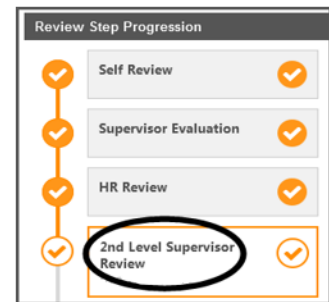 Review Step Progression
Self Review
Supervisor Evaluation
HR Review
2nd Level Supervisor
Review